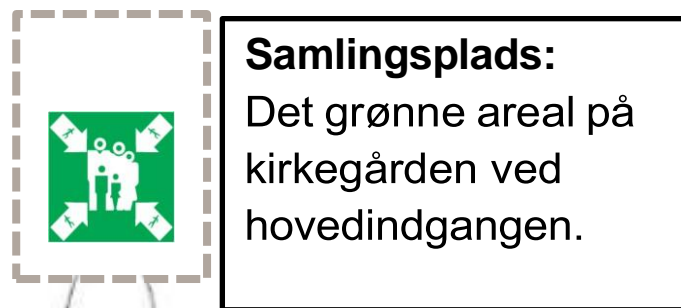 Samlingsplads:
Det grønne areal på
kirkegården ved
hovedindgangen.